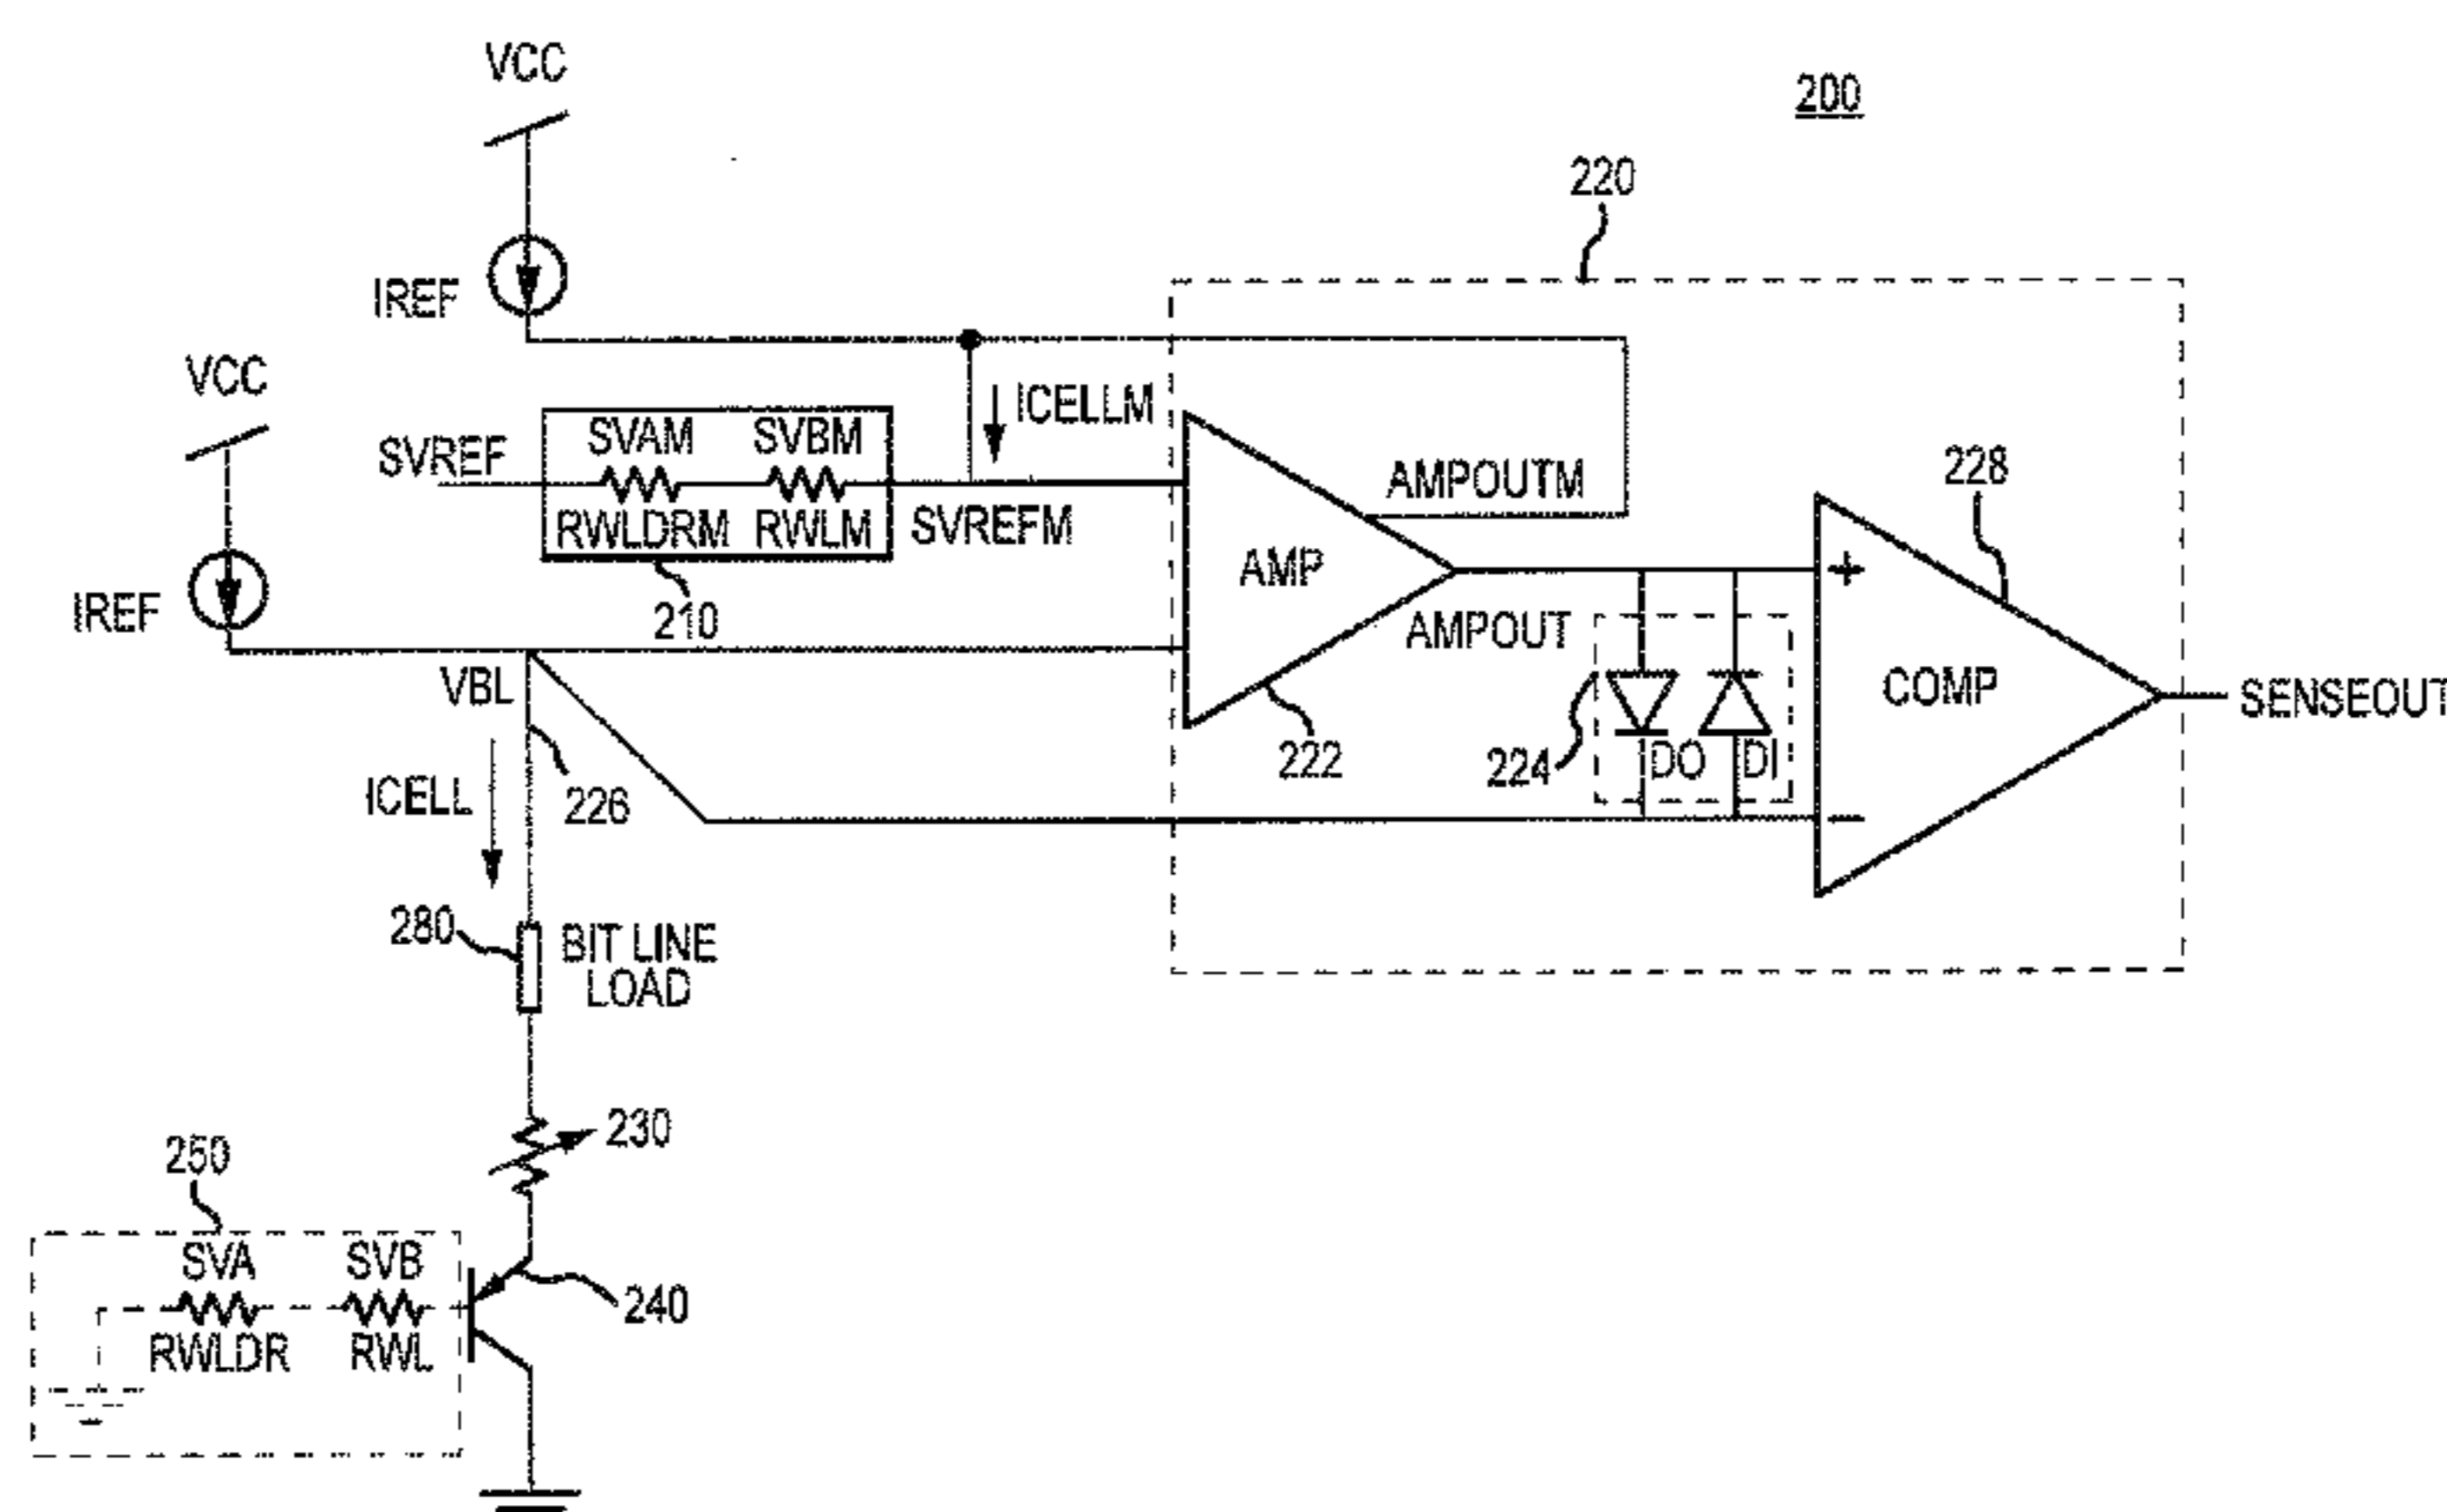 VCC
200
220
IREF
VCC
ICELLM
SVREF
SVAM SVBM
RWLDRM RWLM
SVREFM
AMPOUTM
228
IREF
210
AMP
AMPOUT
+
VBL
COMP
SENSEOUT
222
224
DO
DI
ICELL
226
−
280
BIT LINE
LOAD
230
250
SVA SVB
240
RWLDR RWL